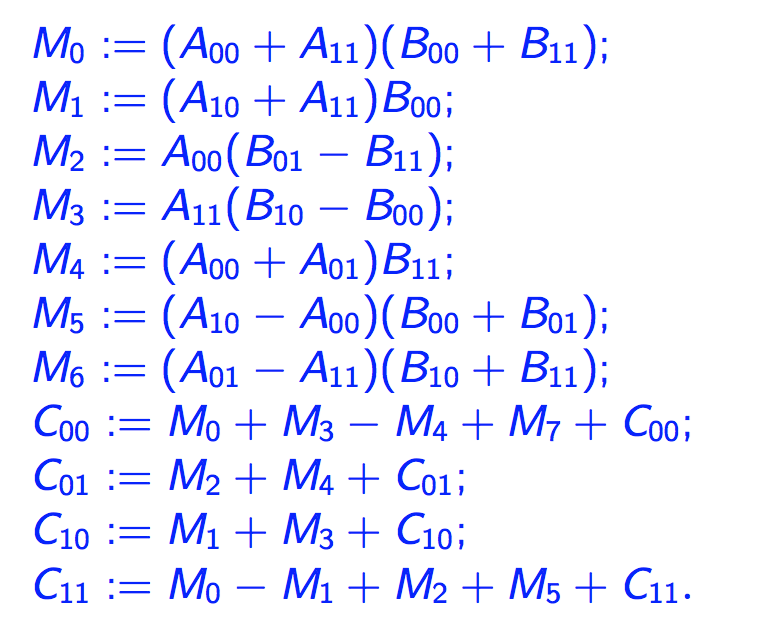 M₀ := (A₀₀ + A₁₁)(B₀₀ + B₁₁);
M₁ := (A₁₀ + A₁₁)B₀₀;
M₂ := A₀₀(B₀₁ − B₁₁);
M₃ := A₁₁(B₁₀ − B₀₀);
M₄ := (A₀₀ + A₀₁)B₁₁;
M₅ := (A₁₀ − A₀₀)(B₀₀ + B₀₁);
M₆ := (A₀₁ − A₁₁)(B₁₀ + B₁₁);
C₀₀ := M₀ + M₃ − M₄ + M₇ + C₀₀;
C₀₁ := M₂ + M₄ + C₀₁;
C₁₀ := M₁ + M₃ + C₁₀;
C₁₁ := M₀ − M₁ + M₂ + M₅ + C₁₁.